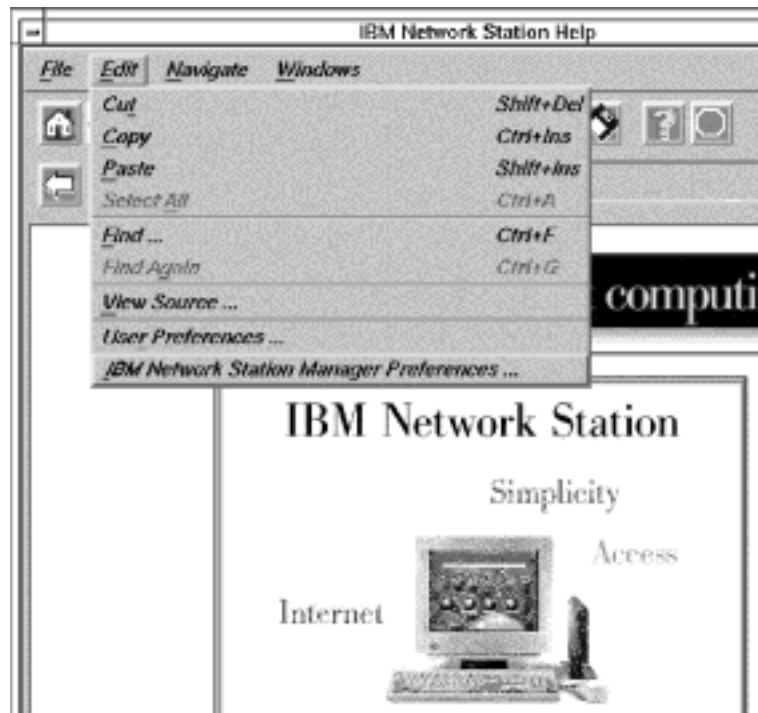 IBM Network Station Help
File Edit Navigate Windows
Cut Shift+Del
Copy Ctrl+Ins
Paste Shift+Ins
Select All Ctrl+A
Find ... Ctrl+F
Find Again Ctrl+G
View Source ...
User Preferences ...
IBM Network Station Manager Preferences ...
computi
IBM Network Station
Simplicity
Access
Internet